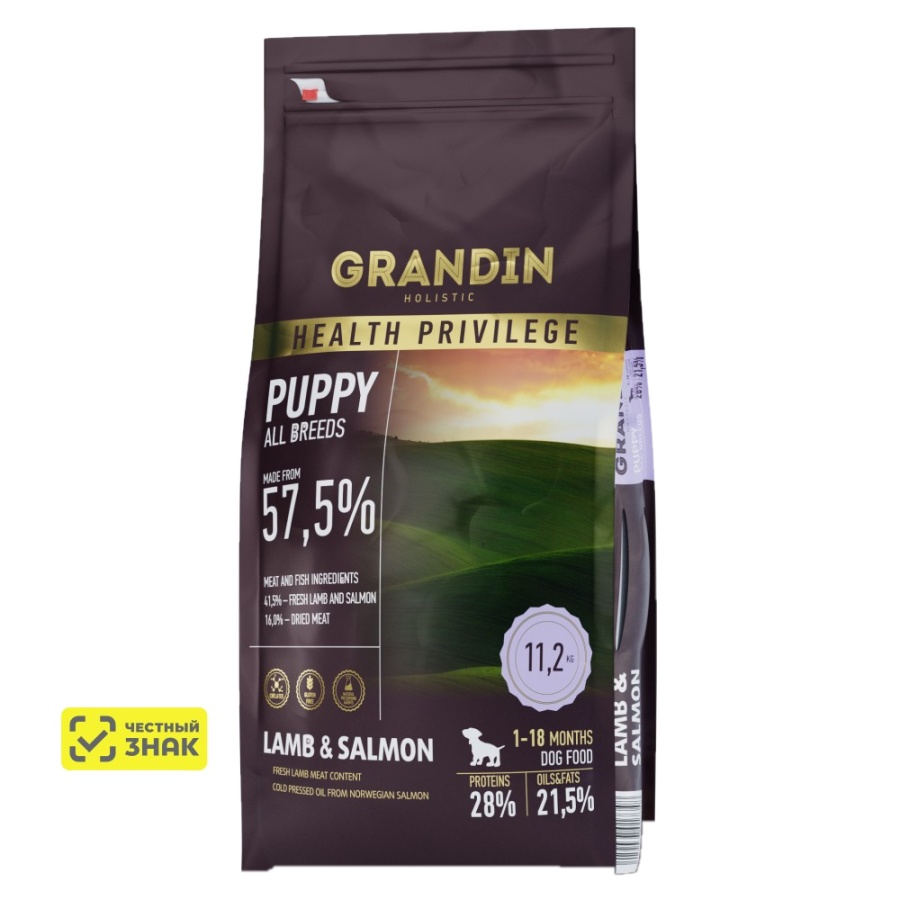 GRANDIN
HOLISTIC
HEALTH PRIVILEGE
PUPPY
ALL BREEDS
MADE FROM
57,5%
MEAT AND FISH INGREDIENTS
41,5% – FRESH LAMB AND SALMON
16,0% – DRIED MEAT
11,2 KG
GLUTEN
FREE
LAMB & SALMON
FRESH LAMB MEAT CONTENT
COLD PRESSED OIL FROM NORWEGIAN SALMON
1-18 MONTHS
DOG FOOD
PROTEINS
28%
OILS&FATS
21,5%
LAMB &
SALMON
ЧЕСТНЫЙ
ЗНАК